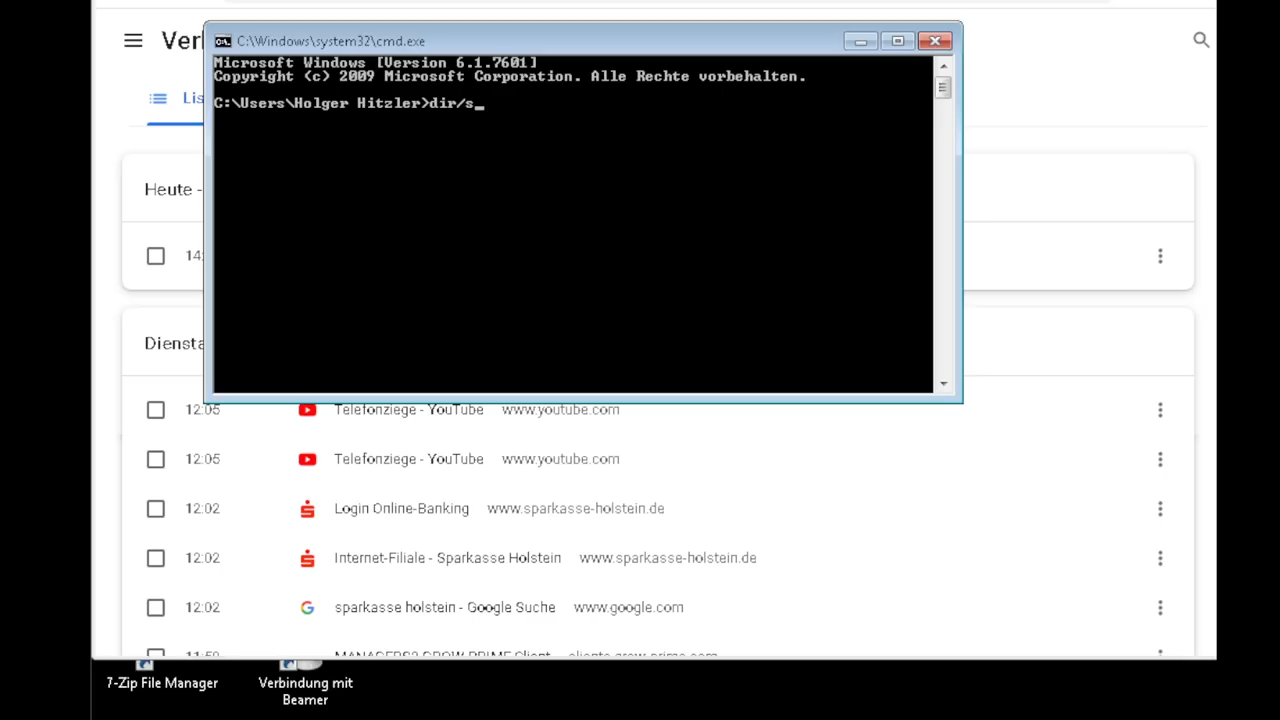 Ver
C:\Windows\system32\cmd.exe
Microsoft Windows [Version 6.1.7601]
Copyright (c) 2009 Microsoft Corporation. Alle Rechte vorbehalten.
C:\Users\Holger Hitzler>dir/s_
Lis
Heute -
14:
Diensta
12:05 Telefonziege - YouTube www.youtube.com
12:05 Telefonziege - YouTube www.youtube.com
12:02 Login Online-Banking www.sparkasse-holstein.de
12:02 Internet-Filiale - Sparkasse Holstein www.sparkasse-holstein.de
12:02 sparkasse holstein - Google Suche www.google.com
7-Zip File Manager
Verbindung mit
Beamer